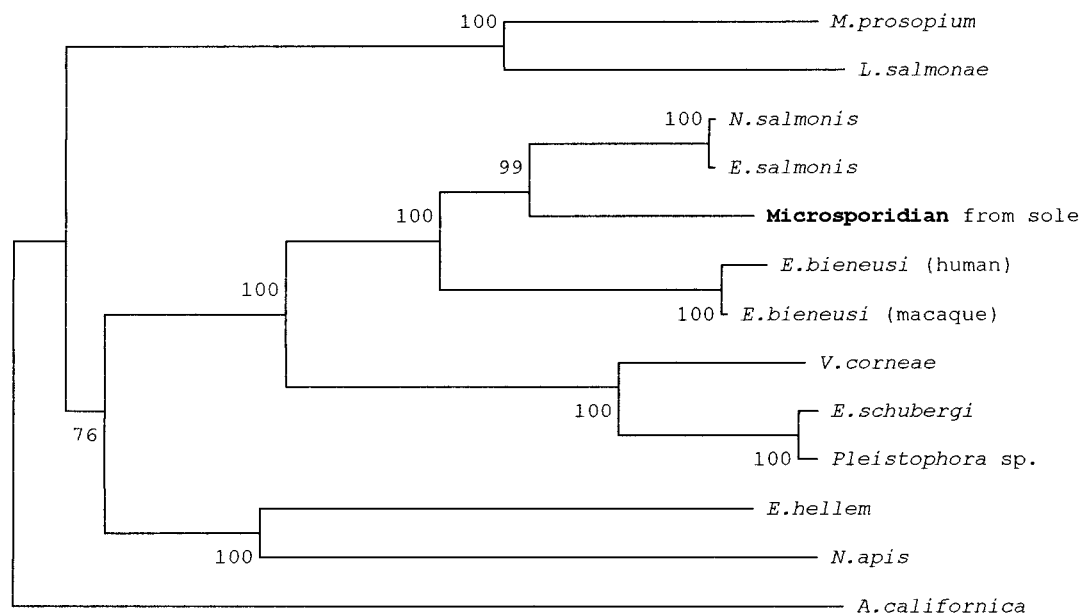 100 M.prosopium
L.salmonae
100 N.salmonis
99 E.salmonis
100 Microsporidian from sole
E.bieneusi (human)
100
100 E.bieneusi (macaque)
V.corneae
100 E.schubergi
76
100 Pleistophora sp.
E.hellem
100 N.apis
A.californica